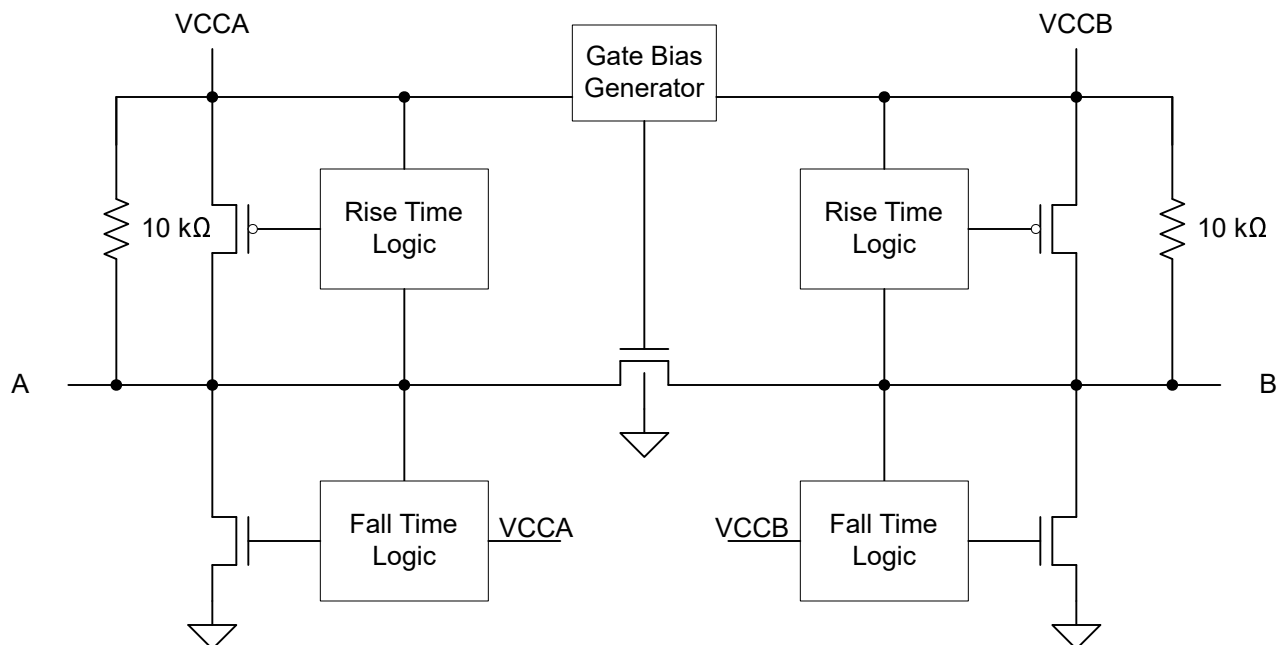 VCCA
VCCB
Gate Bias
Generator
10 kΩ
Rise Time
Logic
Rise Time
Logic
10 kΩ
A
B
Fall Time
Logic
VCCA
VCCB
Fall Time
Logic